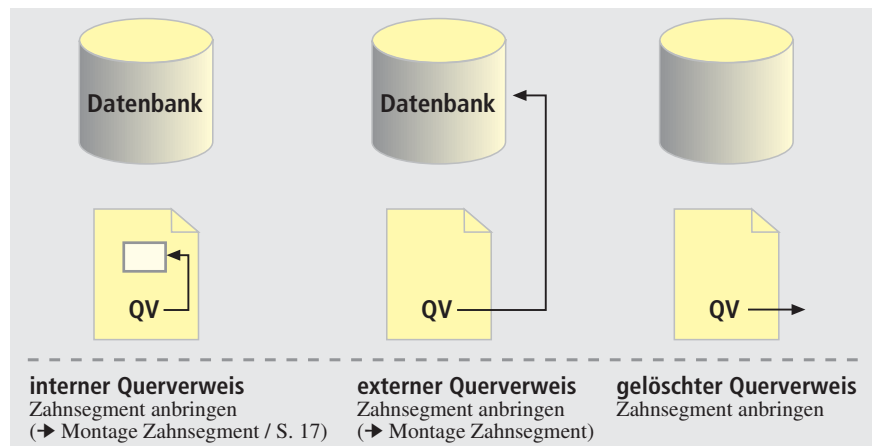 Datenbank
Datenbank
QV
QV
QV
interner Querverweis
Zahnsegment anbringen
(➔ Montage Zahnsegment / S. 17)
externer Querverweis
Zahnsegment anbringen
(➔ Montage Zahnsegment)
gelöschter Querverweis
Zahnsegment anbringen